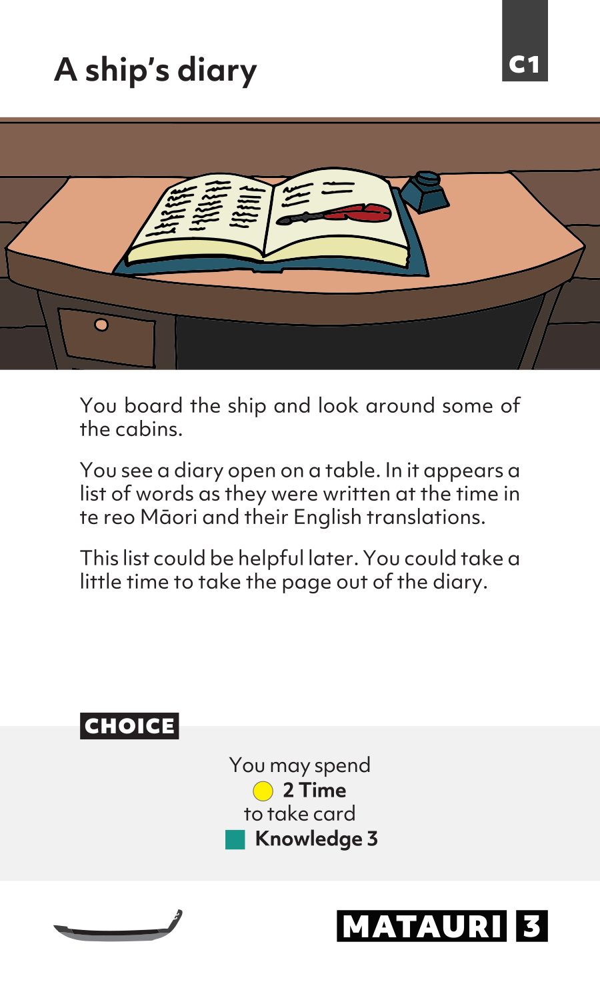 A ship’s diary
C1
You board the ship and look around some of
the cabins.
You see a diary open on a table. In it appears a
list of words as they were written at the time in
te reo Māori and their English translations.
This list could be helpful later. You could take a
little time to take the page out of the diary.
CHOICE
You may spend
2 Time
to take card
Knowledge 3
MATAURI 3